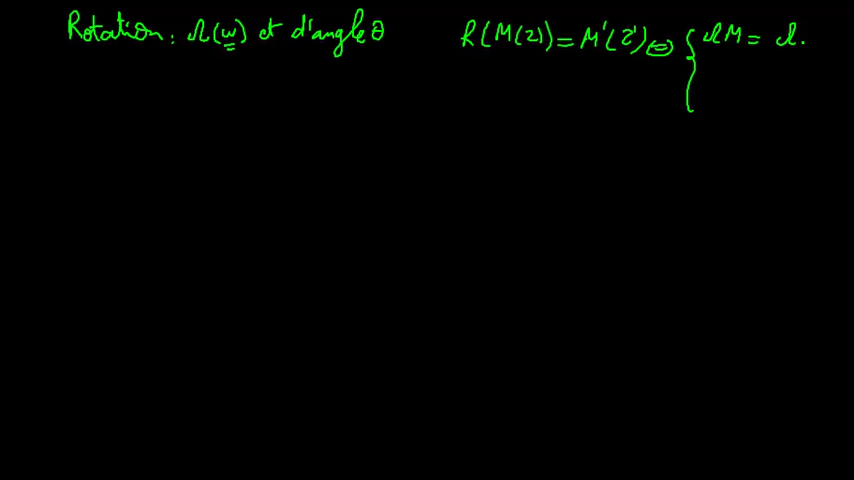 Rotation : Ω(ω) et d'angle θ
R(M(z)) = M'(z') ⇔ { ΩM = Ω.